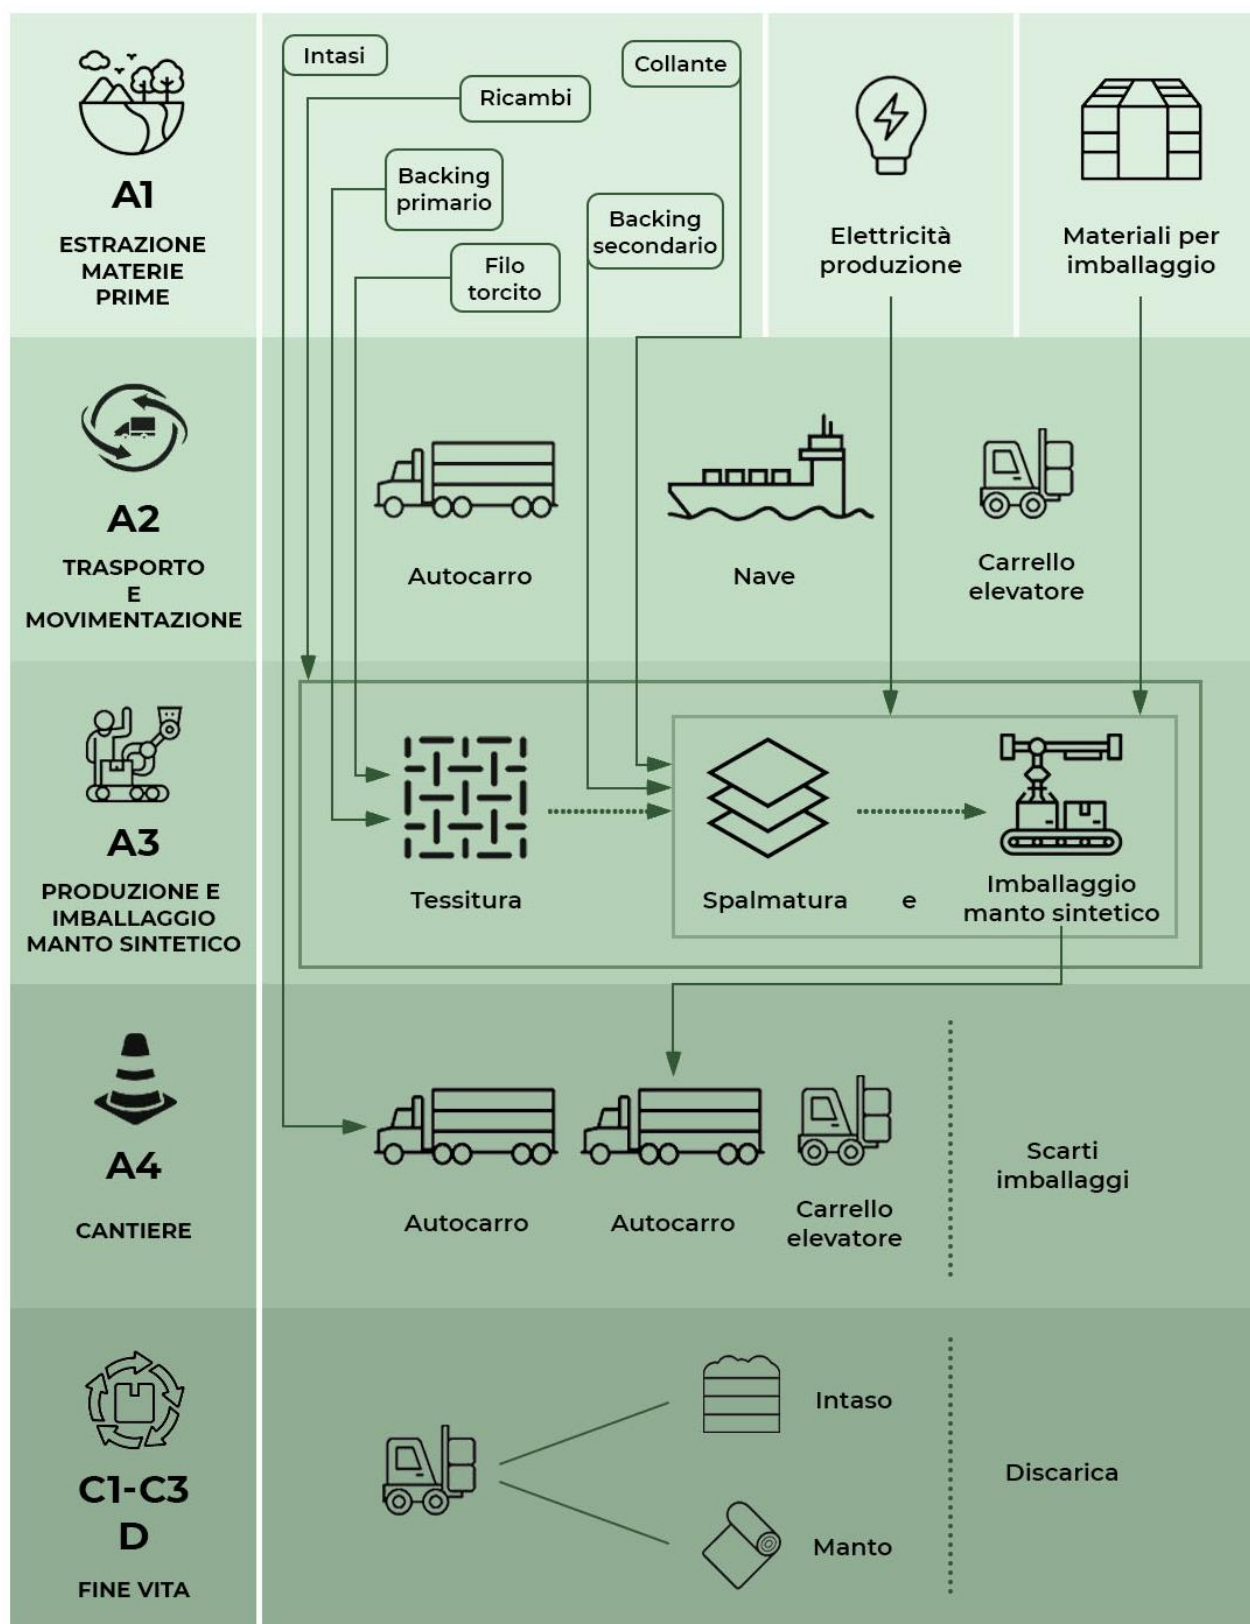 Intasi
Collante
Ricambi
Backing
primario
Backing
secondario
Filo
torcito
Elettricità
produzione
Materiali per
imballaggio
A1
ESTRAZIONE
MATERIE
PRIME
A2
TRASPORTO
E
MOVIMENTAZIONE
Autocarro
Nave
Carrello
elevatore
A3
PRODUZIONE E
IMBALLAGGIO
MANTO SINTETICO
Tessitura
Spalmatura
e
Imballaggio
manto sintetico
A4
CANTIERE
Autocarro
Autocarro
Carrello
elevatore
Scarti
imballaggi
C1-C3
D
FINE VITA
Intaso
Manto
Discarica